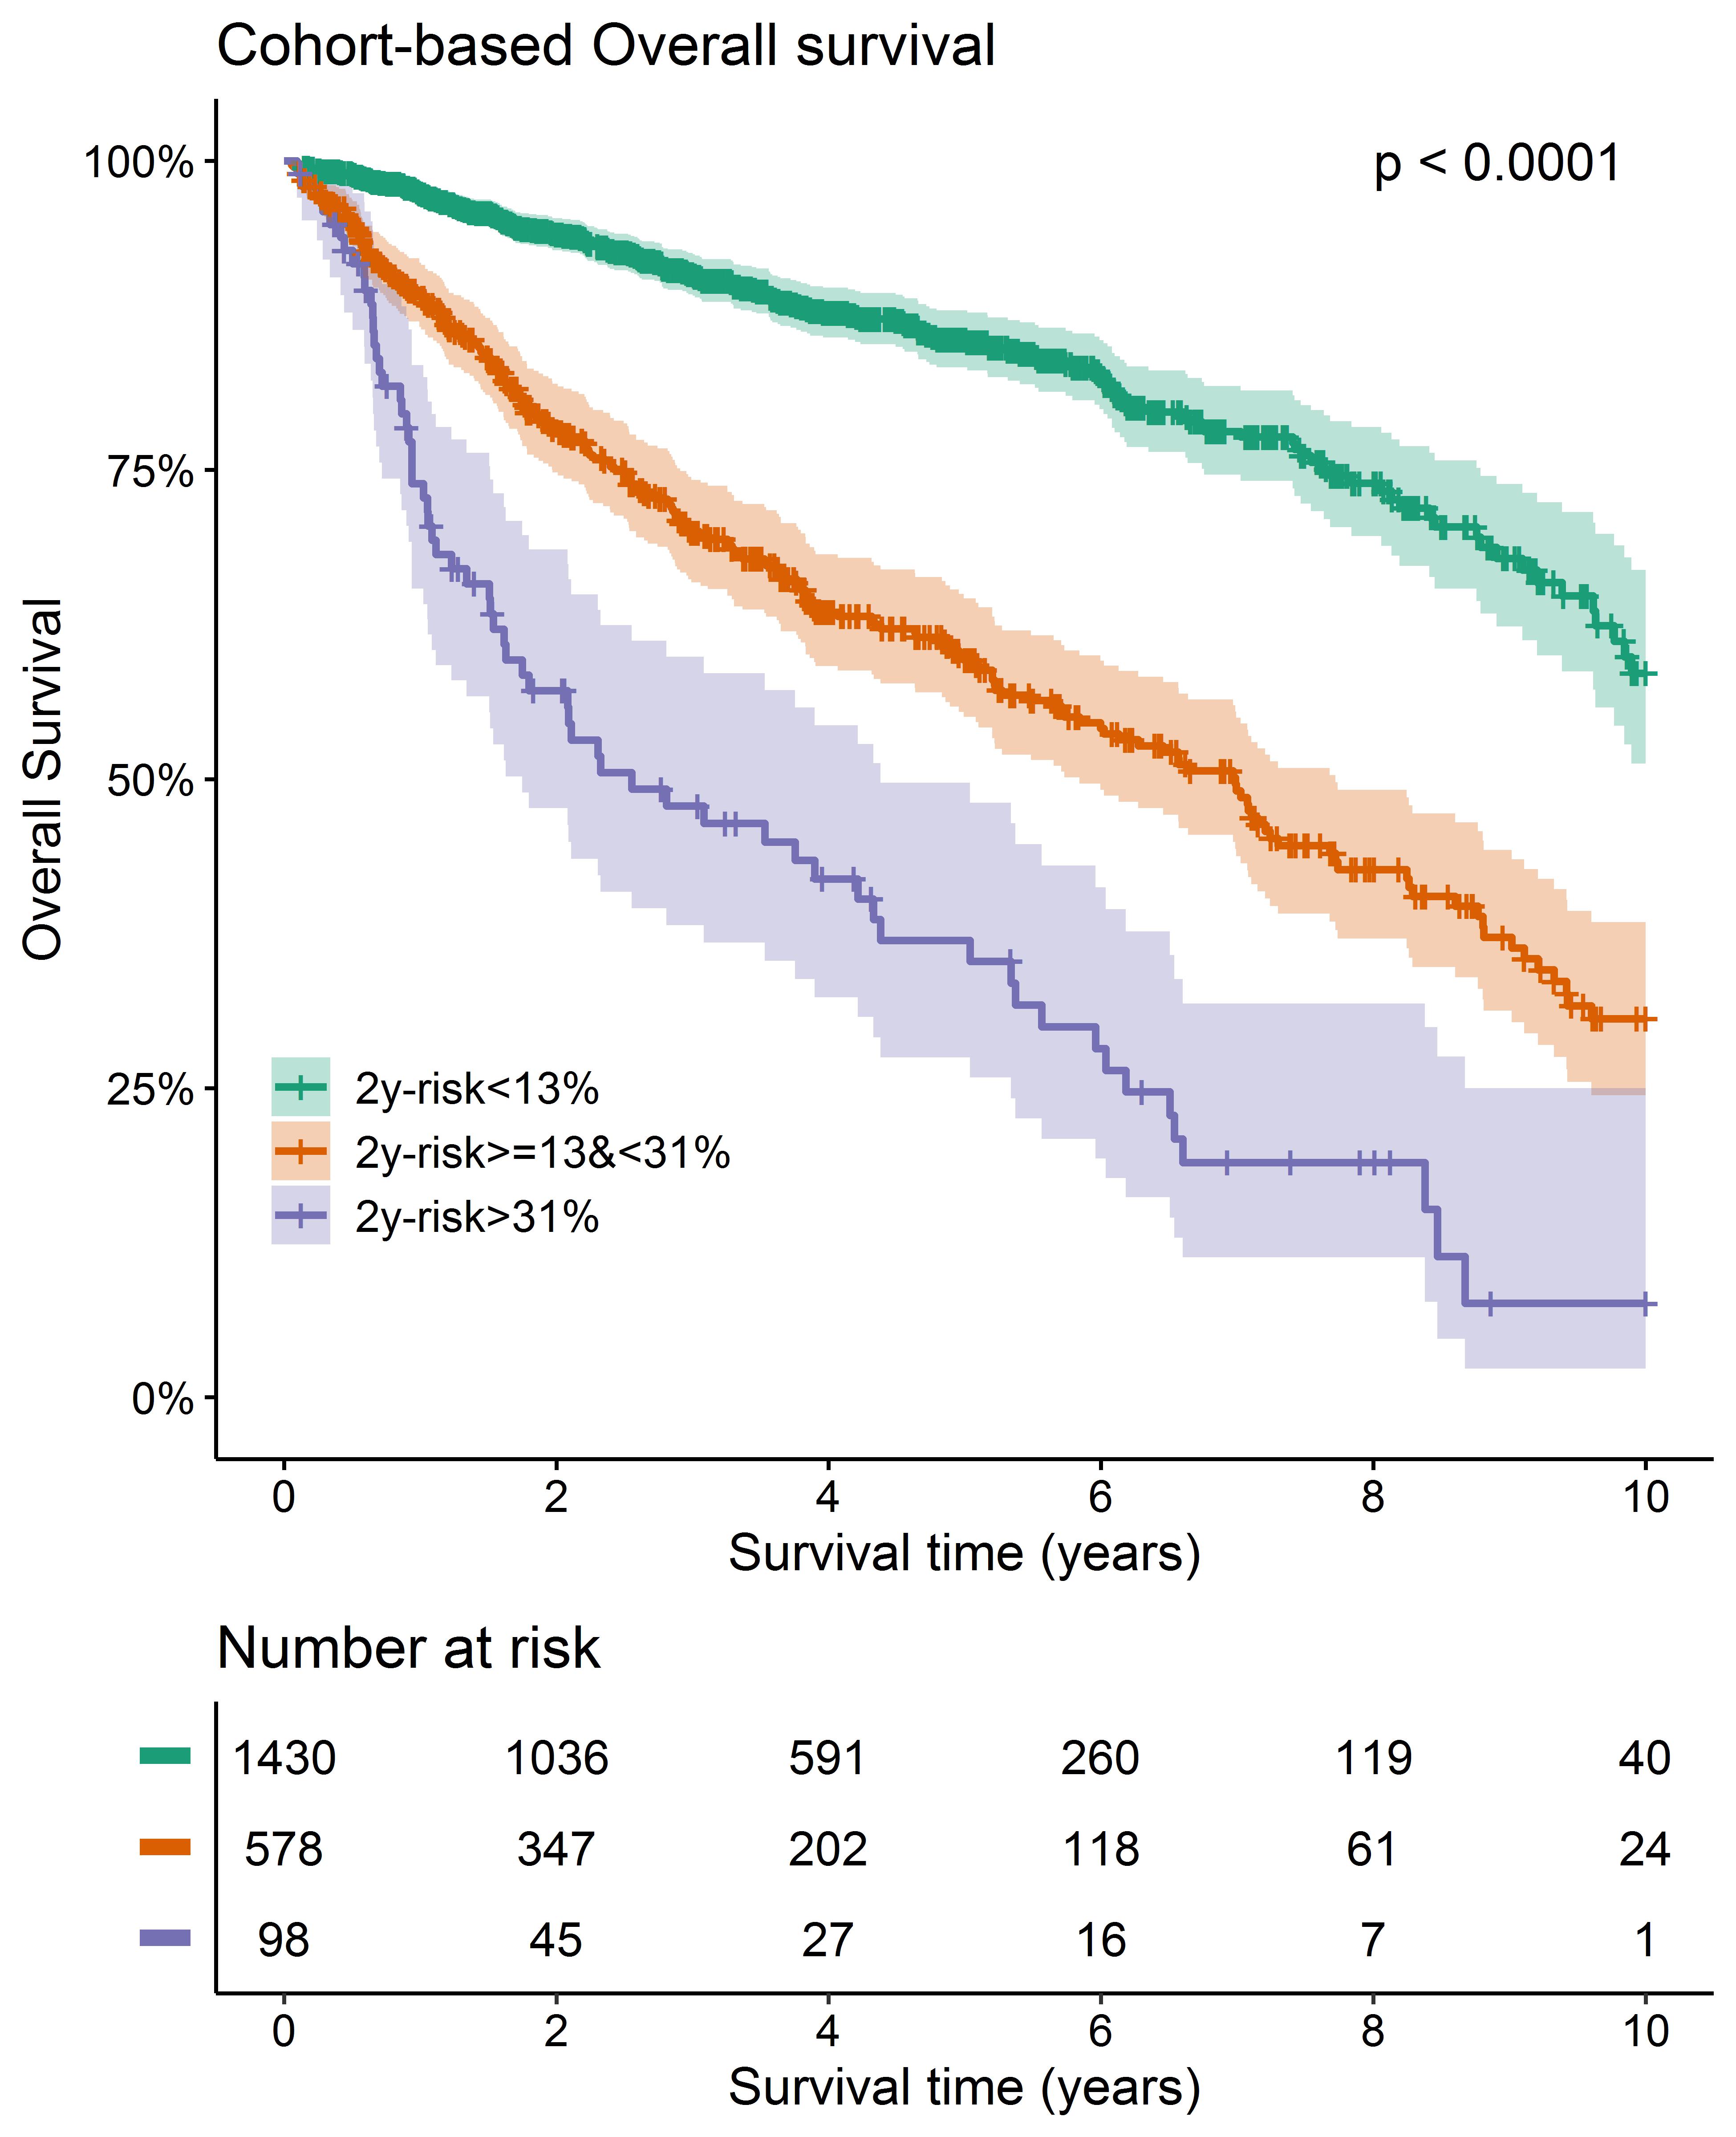 Cohort-based Overall survival
p < 0.0001
100%
75%
50%
25%
0%
Overall Survival
2y-risk<13%
2y-risk>=13&<31%
2y-risk>31%
0 2 4 6 8 10
Survival time (years)
Number at risk
1430 1036 591 260 119 40
578 347 202 118 61 24
98 45 27 16 7 1
0 2 4 6 8 10
Survival time (years)